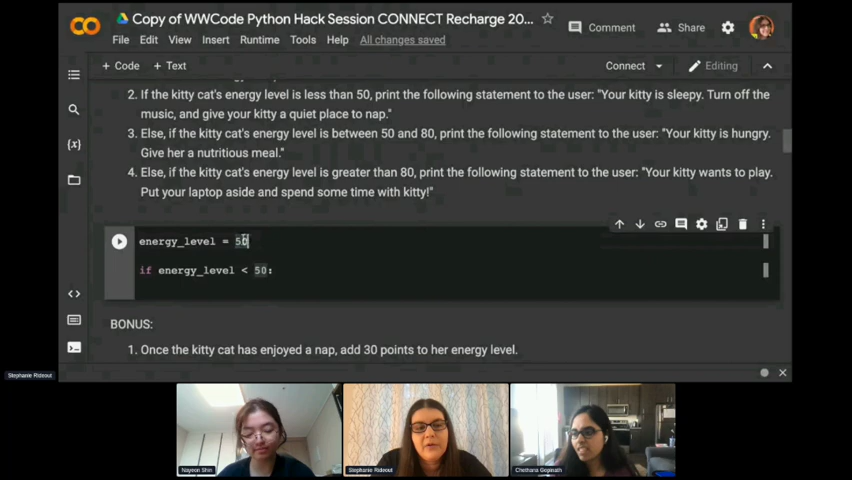 Copy of WWCode Python Hack Session CONNECT Recharge 20...
Comment
Share
File Edit View Insert Runtime Tools Help All changes saved
+ Code + Text
Connect
Editing
2. If the kitty cat's energy level is less than 50, print the following statement to the user: "Your kitty is sleepy. Turn off the
music, and give your kitty a quiet place to nap."
3. Else, if the kitty cat's energy level is between 50 and 80, print the following statement to the user: "Your kitty is hungry.
Give her a nutritious meal."
4. Else, if the kitty cat's energy level is greater than 80, print the following statement to the user: "Your kitty wants to play.
Put your laptop aside and spend some time with kitty!"
energy_level = 50
if energy_level < 50:
BONUS:
1. Once the kitty cat has enjoyed a nap, add 30 points to her energy level.
Stephanie Rideout
Nayeon Shin
Stephanie Rideout
Chethana Gopinath